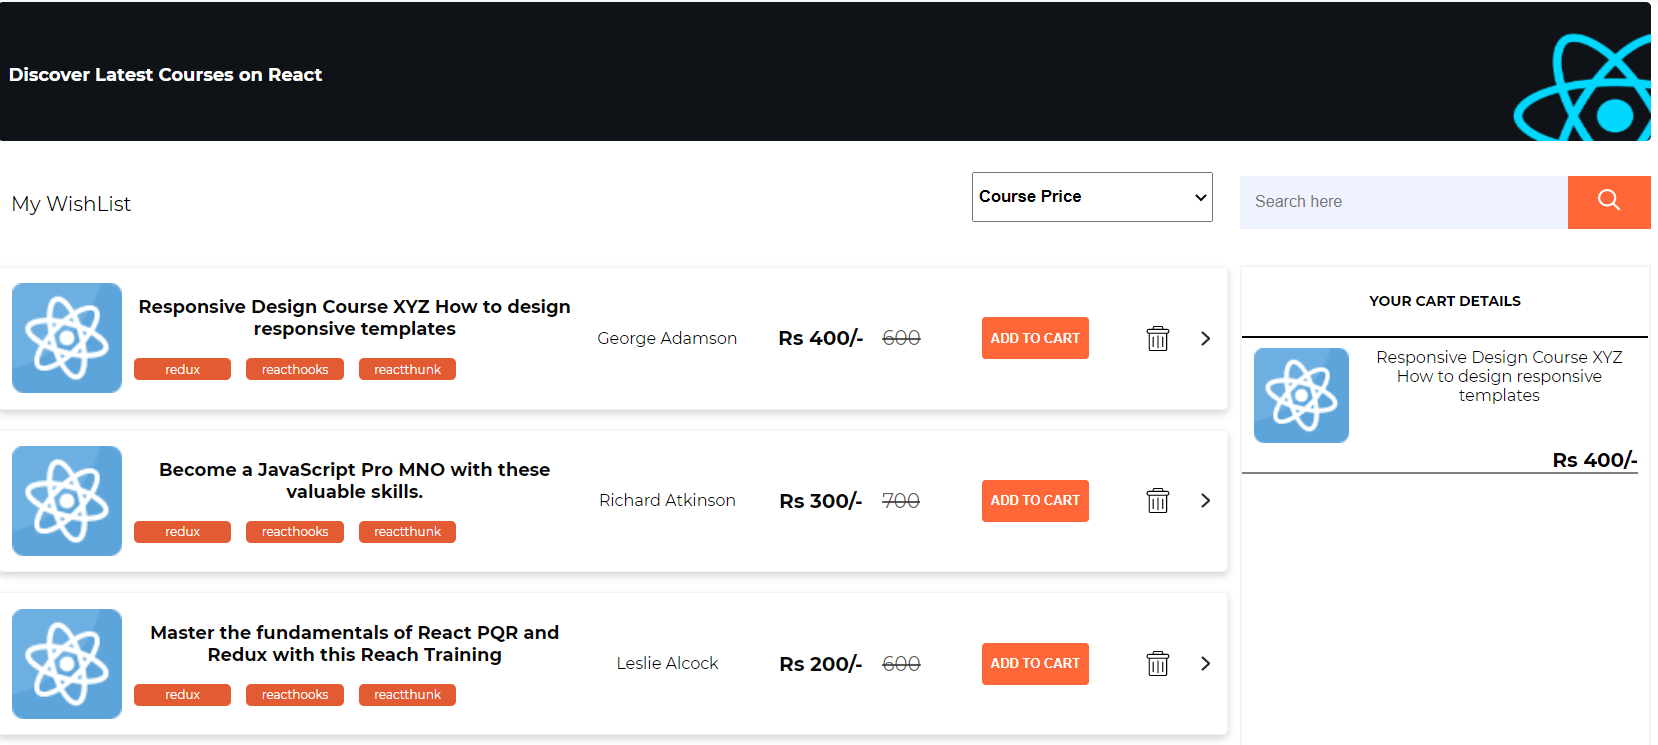 Discover Latest Courses on React
My WishList
Course Price
Search here
Responsive Design Course XYZ How to design
responsive templates
redux reacthooks reactthunk
George Adamson
Rs 400/- 600
ADD TO CART
Become a JavaScript Pro MNO with these
valuable skills.
redux reacthooks reactthunk
Richard Atkinson
Rs 300/- 700
ADD TO CART
Master the fundamentals of React PQR and
Redux with this Reach Training
redux reacthooks reactthunk
Leslie Alcock
Rs 200/- 600
ADD TO CART
YOUR CART DETAILS
Responsive Design Course XYZ
How to design responsive
templates
Rs 400/-